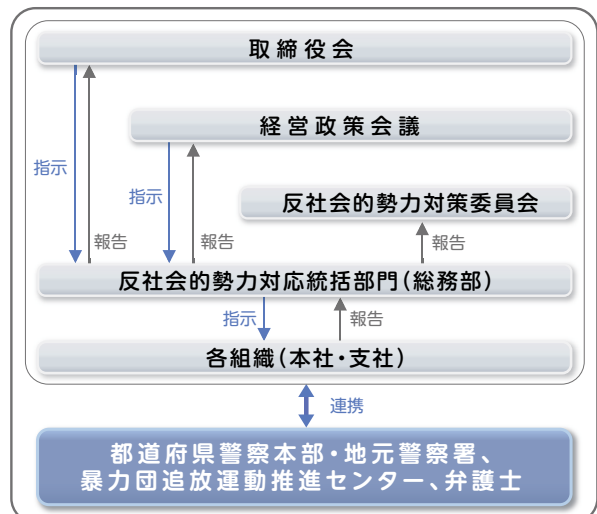 取締役会
経営政策会議
指示
指示
反社会的勢力対策委員会
報告
報告
報告
反社会的勢力対応統括部門(総務部)
指示
報告
各組織(本社・支社)
連携
都道府県警察本部・地元警察署、
暴力団追放運動推進センター、弁護士